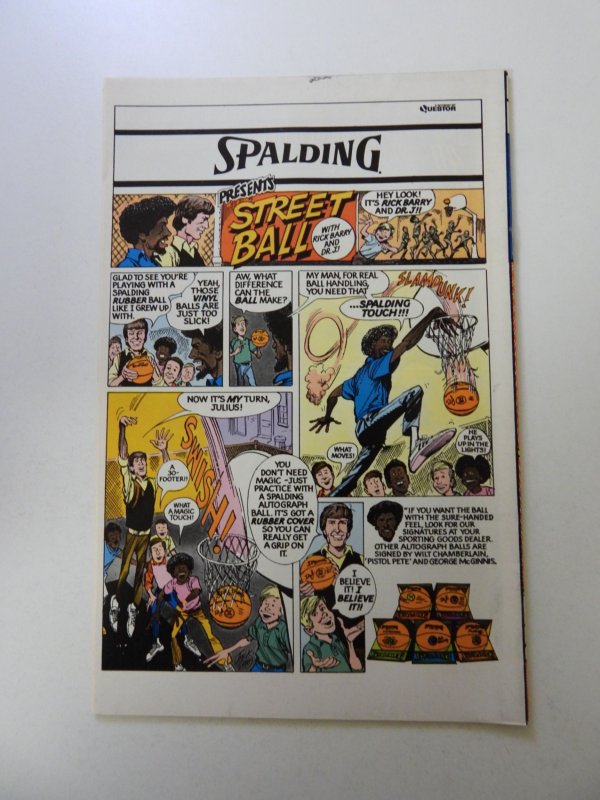 QUESTOR
SPALDING
PRESENTS
STREET
BALL
WITH
RICK BARRY
AND
DR. J!
HEY LOOK!
IT'S RICK BARRY
AND DR. J!!
GLAD TO SEE YOU'RE
PLAYING WITH A
SPALDING
RUBBER BALL
LIKE I GREW UP
WITH.
YEAH,
THOSE
VINYL
BALLS ARE
JUST TOO
SLICK!
AW, WHAT
DIFFERENCE
CAN THE
BALL MAKE?
MY MAN, FOR REAL
BALL HANDLING,
YOU NEED THAT
...SPALDING
TOUCH!!!
SLAM DUNK!
WHAT
MOVES!
HE
PLAYS
UP IN THE
LIGHTS!
NOW IT'S MY TURN,
JULIUS!
A
30-
FOOTER!!
WHAT
A MAGIC
TOUCH!
SWISH!
YOU
DON'T NEED
MAGIC -JUST
PRACTICE WITH
A SPALDING
AUTOGRAPH
BALL. IT'S GOT A
RUBBER COVER
SO YOU CAN
REALLY GET
A GRIP ON
IT.
"IF YOU WANT THE BALL
WITH THE SURE-HANDED
FEEL, LOOK FOR OUR
SIGNATURES AT YOUR
SPORTING GOODS DEALER.
OTHER AUTOGRAPH BALLS ARE
SIGNED BY WILT CHAMBERLAIN,
'PISTOL PETE' AND GEORGE McGINNIS.
I
BELIEVE
IT! I
BELIEVE
IT!!